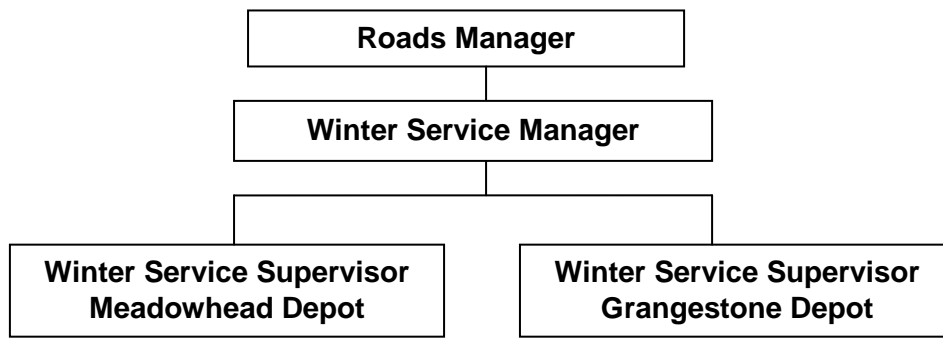 Roads Manager
Winter Service Manager
Winter Service Supervisor
Meadowhead Depot
Winter Service Supervisor
Grangestone Depot